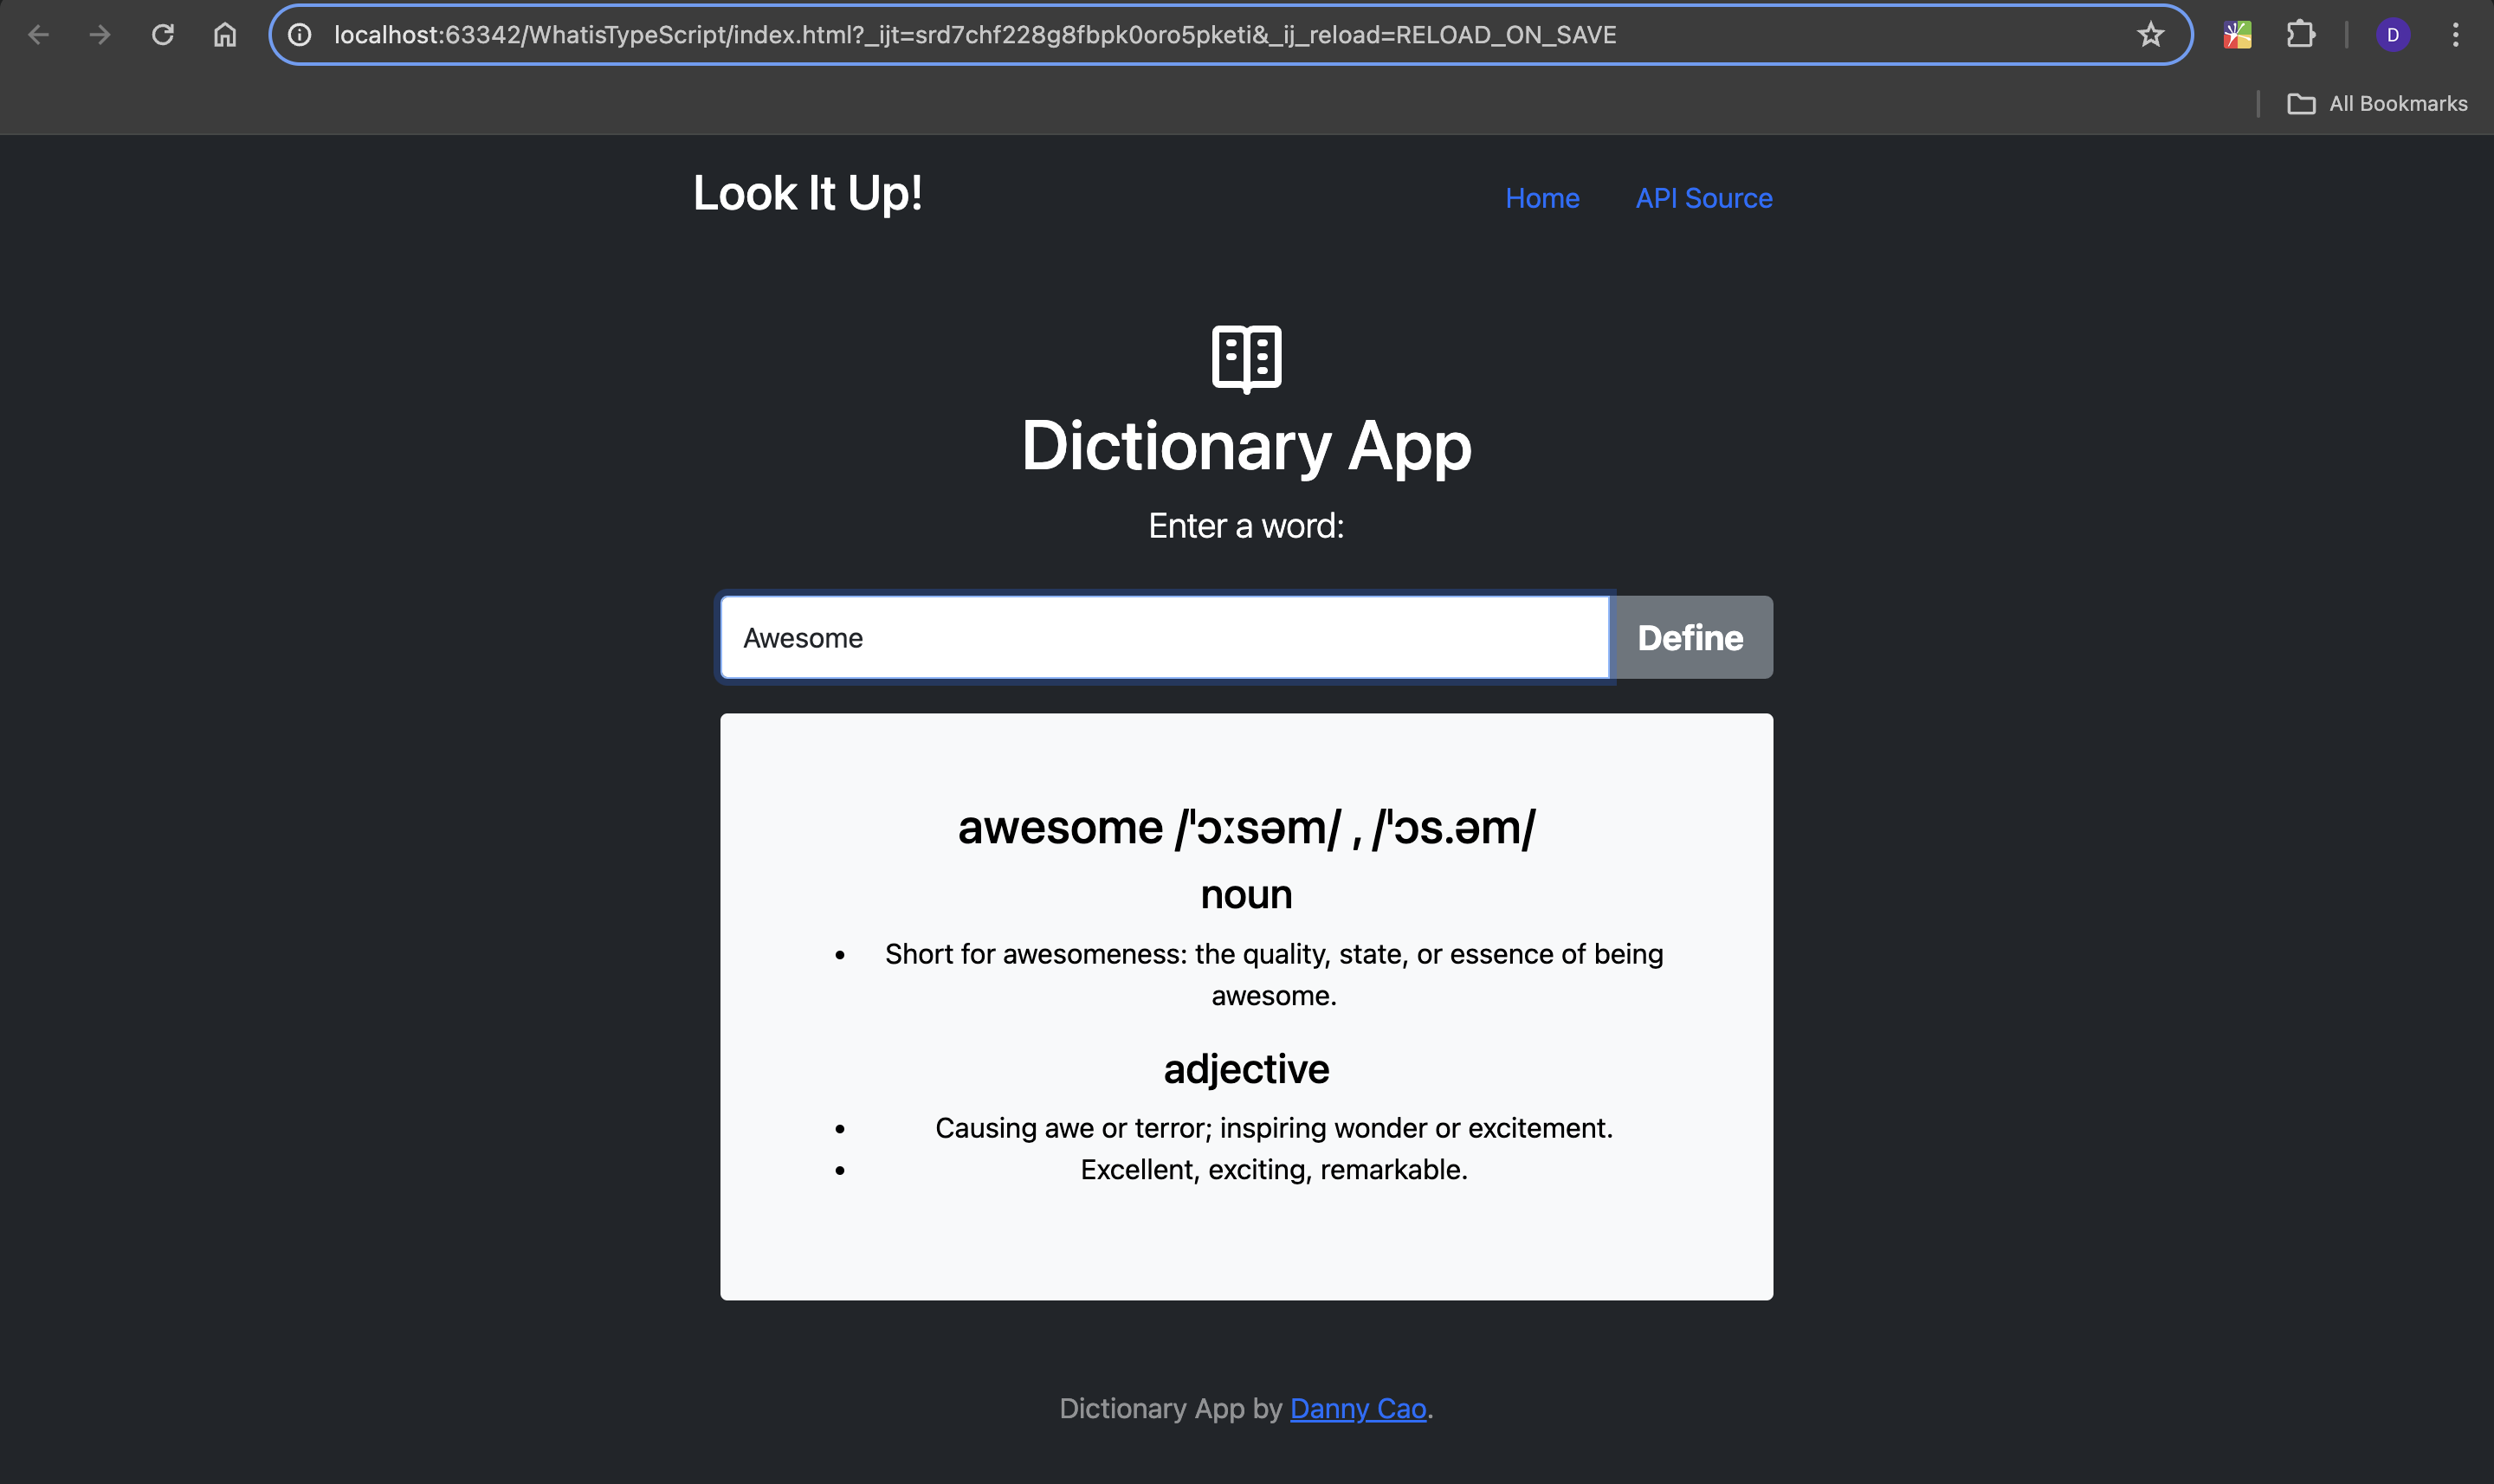 localhost:63342/WhatisTypeScript/index.html?_ijt=srd7chf228g8fbpk0oro5pketi&_ij_reload=RELOAD_ON_SAVE
D
All Bookmarks
Look It Up!
Home
API Source
Dictionary App
Enter a word:
Awesome
Define
awesome /ˈɔːsəm/ , /ˈɔs.əm/
noun
• Short for awesomeness: the quality, state, or essence of being
awesome.
adjective
• Causing awe or terror; inspiring wonder or excitement.
• Excellent, exciting, remarkable.
Dictionary App by Danny Cao.